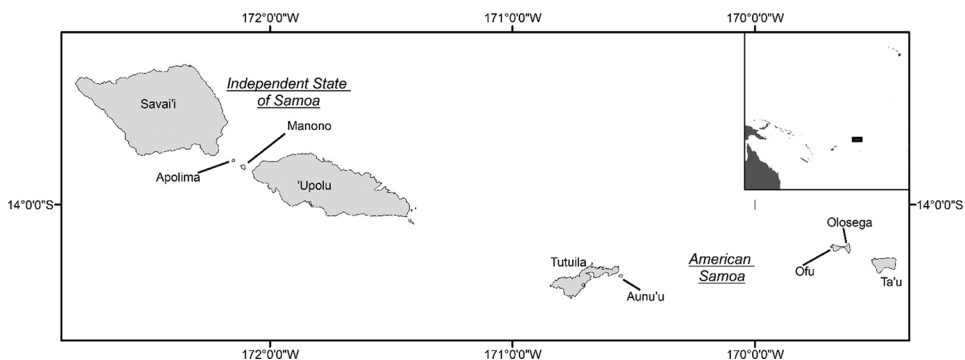 172°0'0"W
171°0'0"W
170°0'0"W
Independent State
of Samoa
Savai'i
Manono
Apolima
'Upolu
14°0'0"S
14°0'0"S
Olosega
Tutuila
American
Samoa
Ofu
Ta'u
Aunu'u
172°0'0"W
171°0'0"W
170°0'0"W